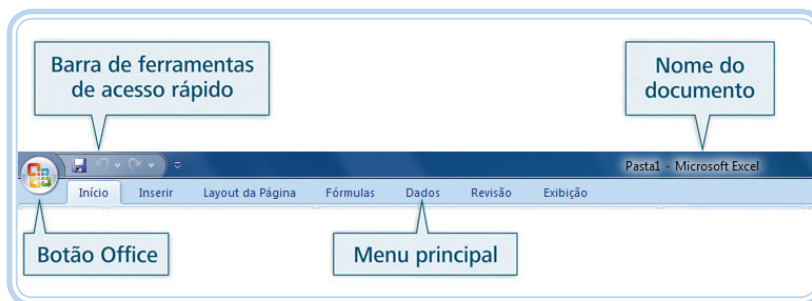 Barra de ferramentas
de acesso rápido
Nome do
documento
Pasta1 - Microsoft Excel
Início Inserir Layout da Página Fórmulas Dados Revisão Exibição
Botão Office
Menu principal